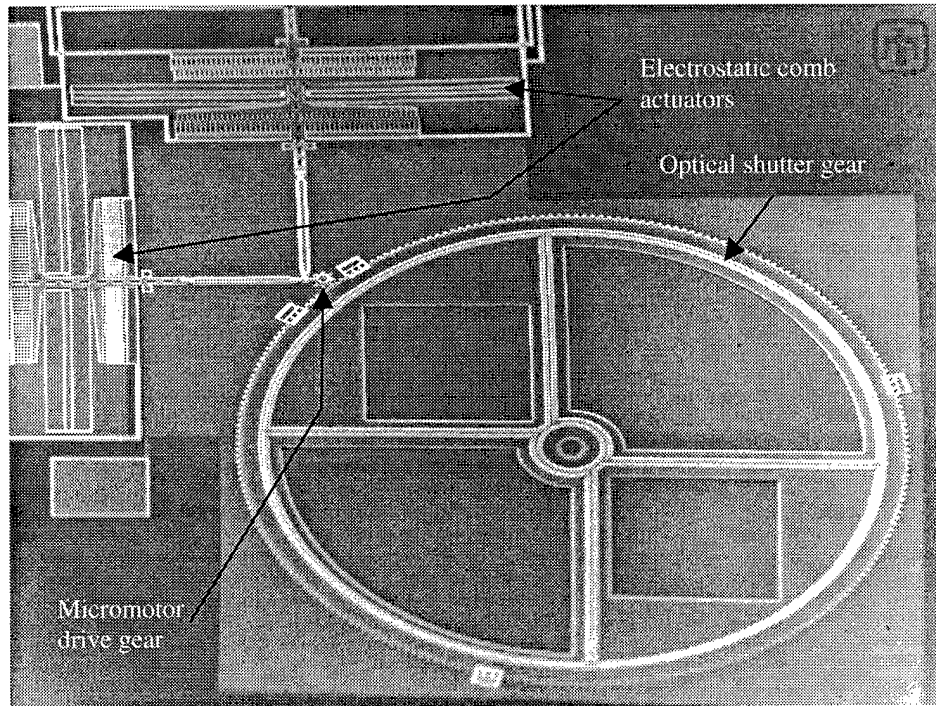 Electrostatic comb
actuators
Optical shutter gear
Micromotor
drive gear